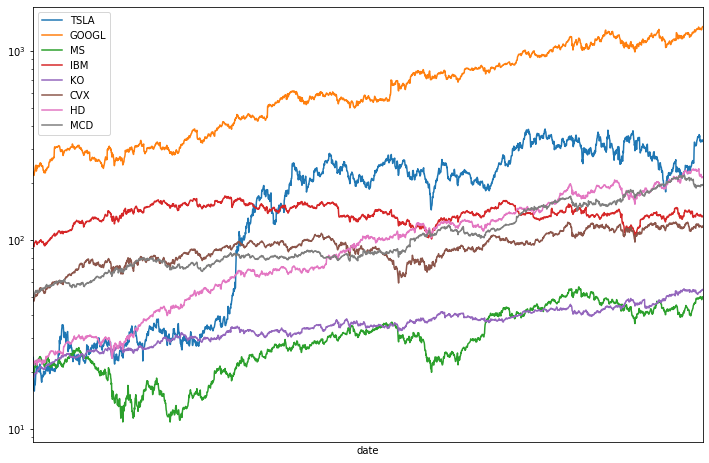 TSLA
GOOGL
MS
IBM
KO
CVX
HD
MCD
10³
10²
10¹
date